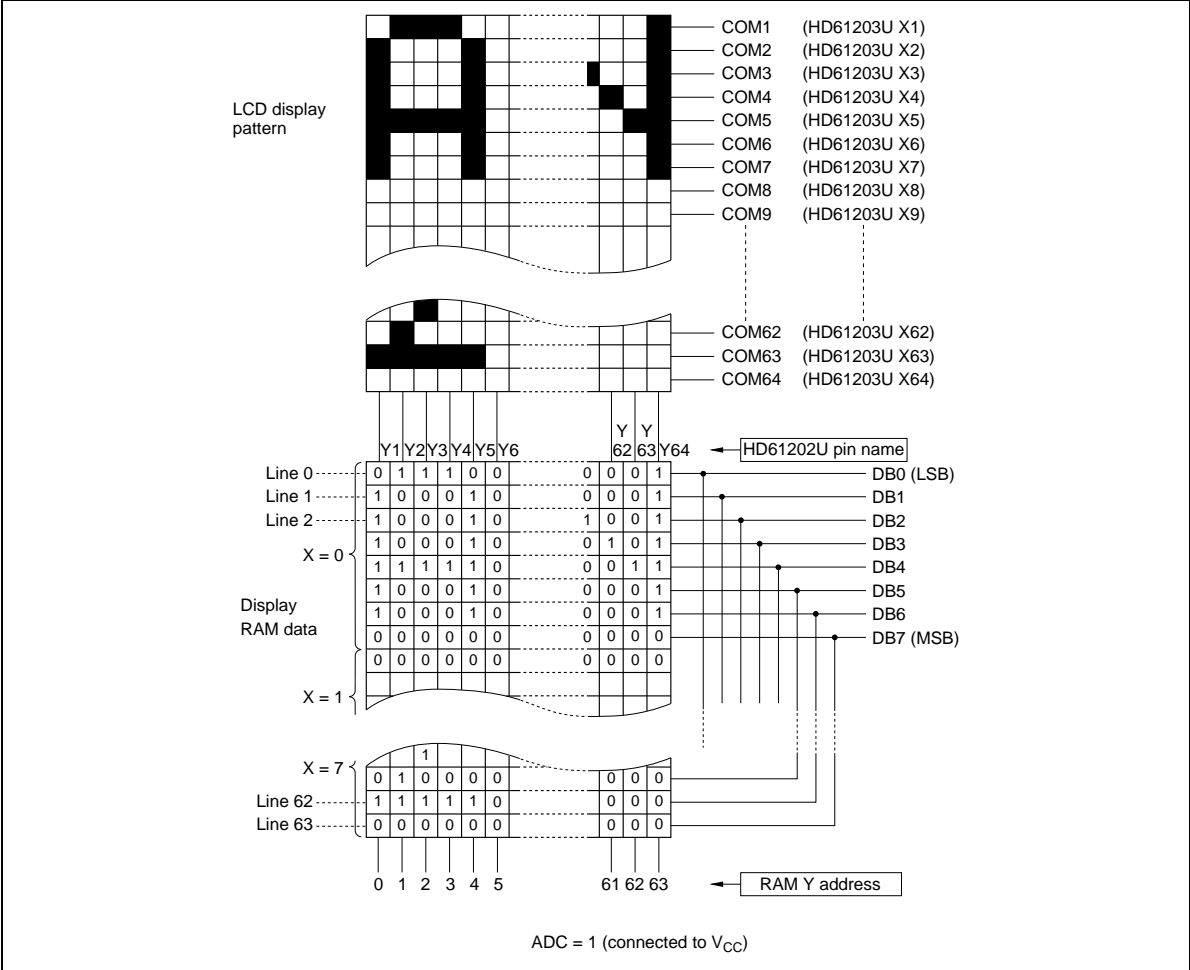 COM1 (HD61203U X1)
COM2 (HD61203U X2)
COM3 (HD61203U X3)
COM4 (HD61203U X4)
LCD display
pattern
COM5 (HD61203U X5)
COM6 (HD61203U X6)
COM7 (HD61203U X7)
COM8 (HD61203U X8)
COM9 (HD61203U X9)
COM62 (HD61203U X62)
COM63 (HD61203U X63)
COM64 (HD61203U X64)
Y1 Y2 Y3 Y4 Y5 Y6 Y 62 Y 63 Y64 HD61202U pin name
Line 0 0 1 1 1 0 0 0 0 0 1 DB0 (LSB)
Line 1 1 0 0 0 1 0 0 0 0 1 DB1
Line 2 1 0 0 0 1 0 1 0 0 1 DB2
X = 0 1 0 0 0 1 0 0 1 0 1 DB3
1 1 1 1 1 0 0 0 1 1 DB4
1 0 0 0 1 0 0 0 0 1 DB5
Display
RAM data
1 0 0 0 1 0 0 0 0 1 DB6
0 0 0 0 0 0 0 0 0 0 DB7 (MSB)
0 0 0 0 0 0 0 0 0 0
X = 1
1
X = 7
0 1 0 0 0 0 0 0 0
Line 62 1 1 1 1 1 0 0 0 0
Line 63 0 0 0 0 0 0 0 0 0
0 1 2 3 4 5 61 62 63 RAM Y address
ADC = 1 (connected to VCC)